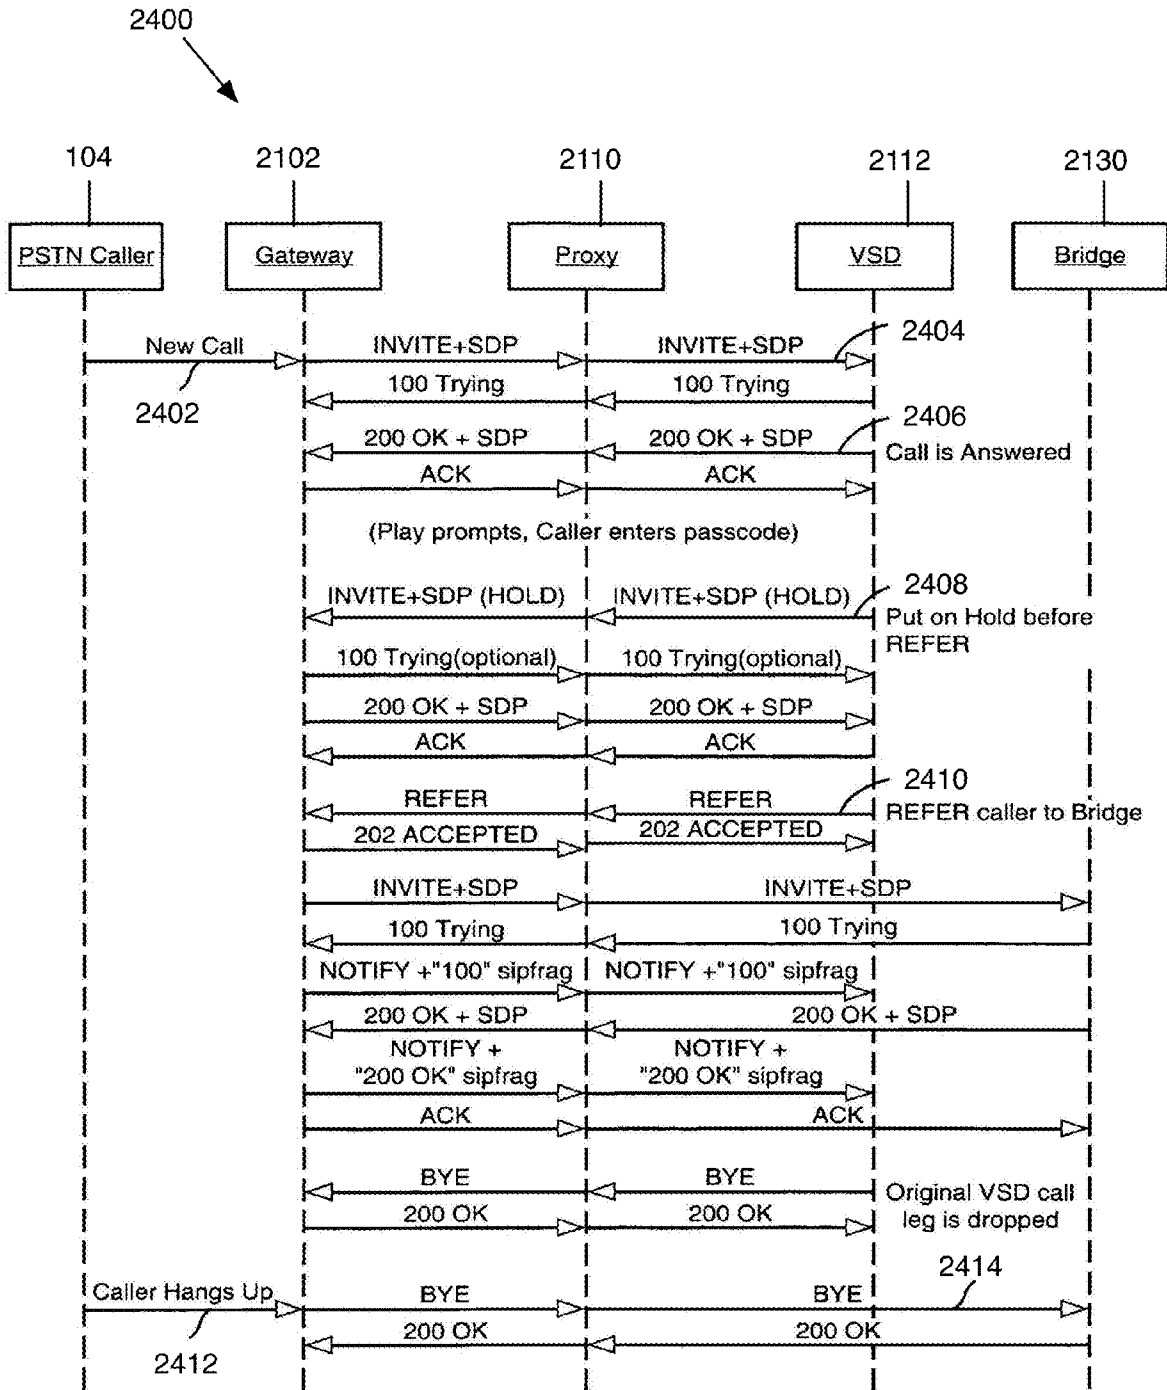 2400
104 2102 2110 2112 2130
PSTN Caller Gateway Proxy VSD Bridge
New Call INVITE+SDP INVITE+SDP 2404
2402 100 Trying 100 Trying
200 OK + SDP 200 OK + SDP 2406
Call is Answered
ACK ACK
(Play prompts, Caller enters passcode)
INVITE+SDP (HOLD) INVITE+SDP (HOLD) 2408
Put on Hold before
REFER
100 Trying(optional) 100 Trying(optional)
200 OK + SDP 200 OK + SDP
ACK ACK
REFER REFER 2410
REFER caller to Bridge
202 ACCEPTED 202 ACCEPTED
INVITE+SDP INVITE+SDP
100 Trying 100 Trying
NOTIFY +"100" sipfrag NOTIFY +"100" sipfrag
200 OK + SDP 200 OK + SDP
NOTIFY + NOTIFY +
"200 OK" sipfrag "200 OK" sipfrag
ACK ACK
BYE BYE
Original VSD call
leg is dropped
200 OK 200 OK
Caller Hangs Up BYE BYE 2414
2412 200 OK 200 OK